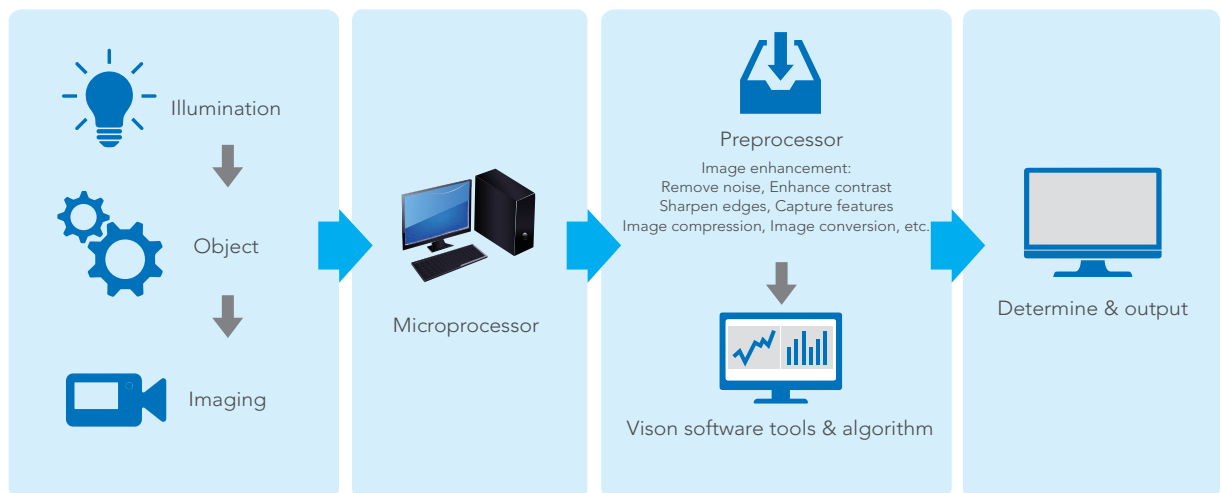 Illumination
Object
Imaging
Microprocessor
Preprocessor
Image enhancement:
Remove noise, Enhance contrast
Sharpen edges, Capture features
Image compression, Image conversion, etc.
Vison software tools & algorithm
Determine & output